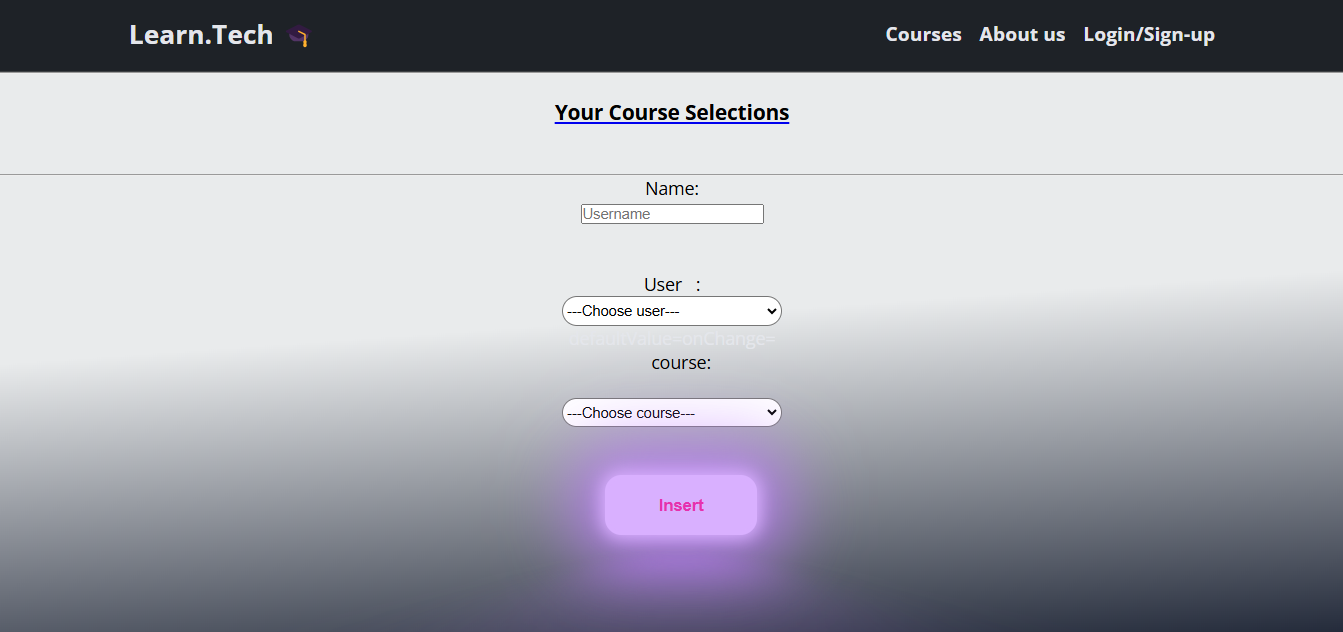 Learn.Tech
Courses About us Login/Sign-up
Your Course Selections
Name:
Username
User :
---Choose user---
defaultValue=onChange=
course:
---Choose course---
Insert